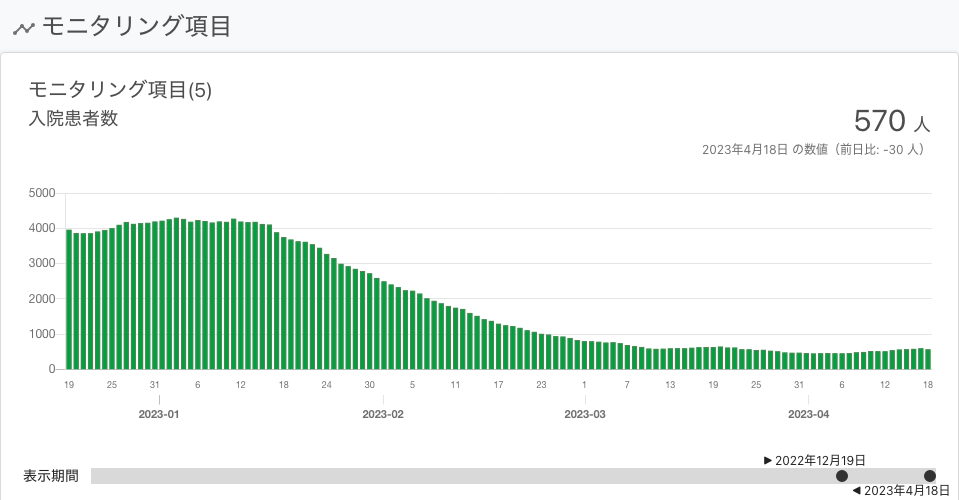 モニタリング項目
モニタリング項目(5)
入院患者数
570 人
2023年4月18日 の数値（前日比: -30 人）
5000
4000
3000
2000
1000
0
19 25 31 6 12 18 24 30 5 11 17 23 1 7 13 19 25 31 6 12 18
2023-01 2023-02 2023-03 2023-04
2022年12月19日
表示期間
2023年4月18日